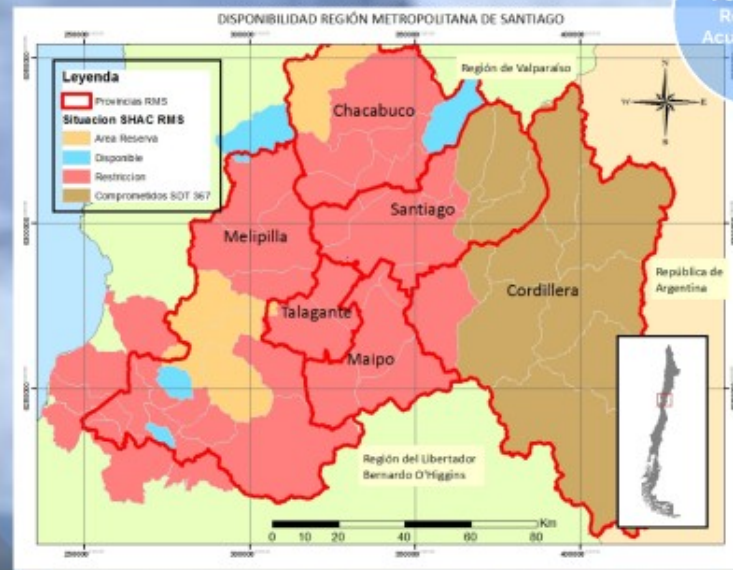 DISPONIBILIDAD REGIÓN METROPOLITANA DE SANTIAGO
Leyenda
Provincias RMS
Situacion SHAC RMS
Area Reserva
Disponible
Restriccion
Comprometidos SDT 367
Región de Valparaíso
N
W
E
S
Chacabuco
Santiago
Melipilla
República de
Argentina
Cordillera
Talagante
Maipo
Región del Libertador
Bernardo O'Higgins
Km
0 10 20 40 60 80